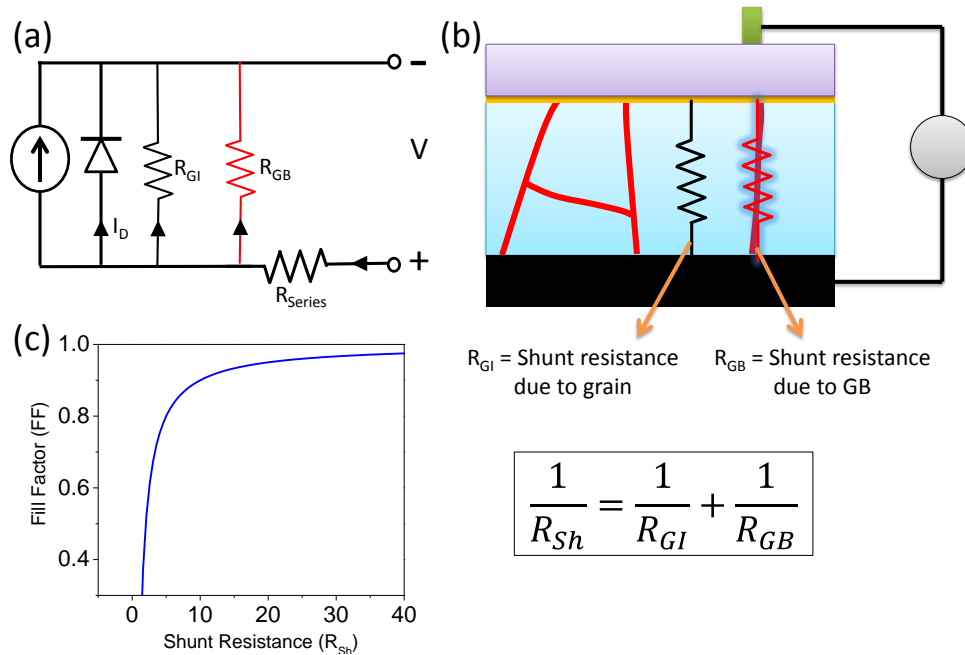 (a)
−
V
+
R_GI
R_GB
I_D
R_Series
(b)
R_GI = Shunt resistance
due to grain
R_GB = Shunt resistance
due to GB
1/R_Sh = 1/R_GI + 1/R_GB
(c)
1.0
0.8
0.6
0.4
Fill Factor (FF)
0 10 20 30 40
Shunt Resistance (R_Sh)